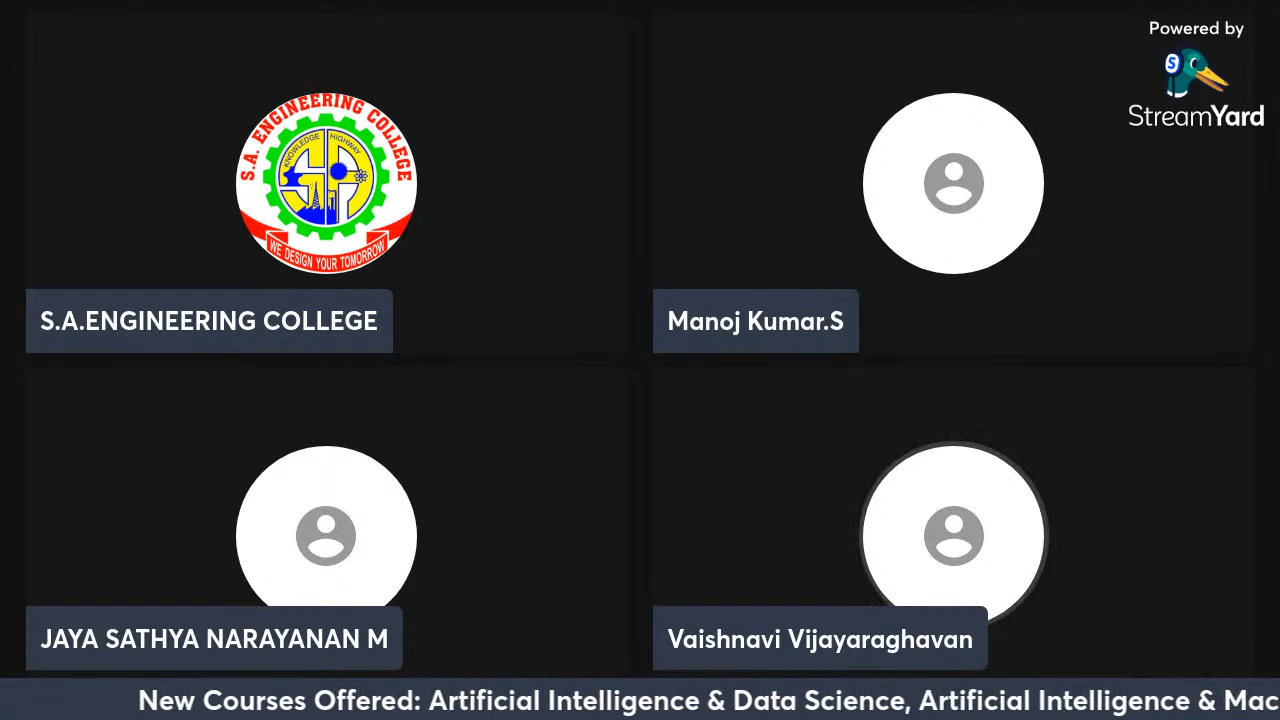 Powered by
StreamYard
S.A. ENGINEERING COLLEGE
KNOWLEDGE HIGHWAY
WE DESIGN YOUR TOMORROW
S.A.ENGINEERING COLLEGE
Manoj Kumar.S
JAYA SATHYA NARAYANAN M
Vaishnavi Vijayaraghavan
New Courses Offered: Artificial Intelligence & Data Science, Artificial Intelligence & Mac